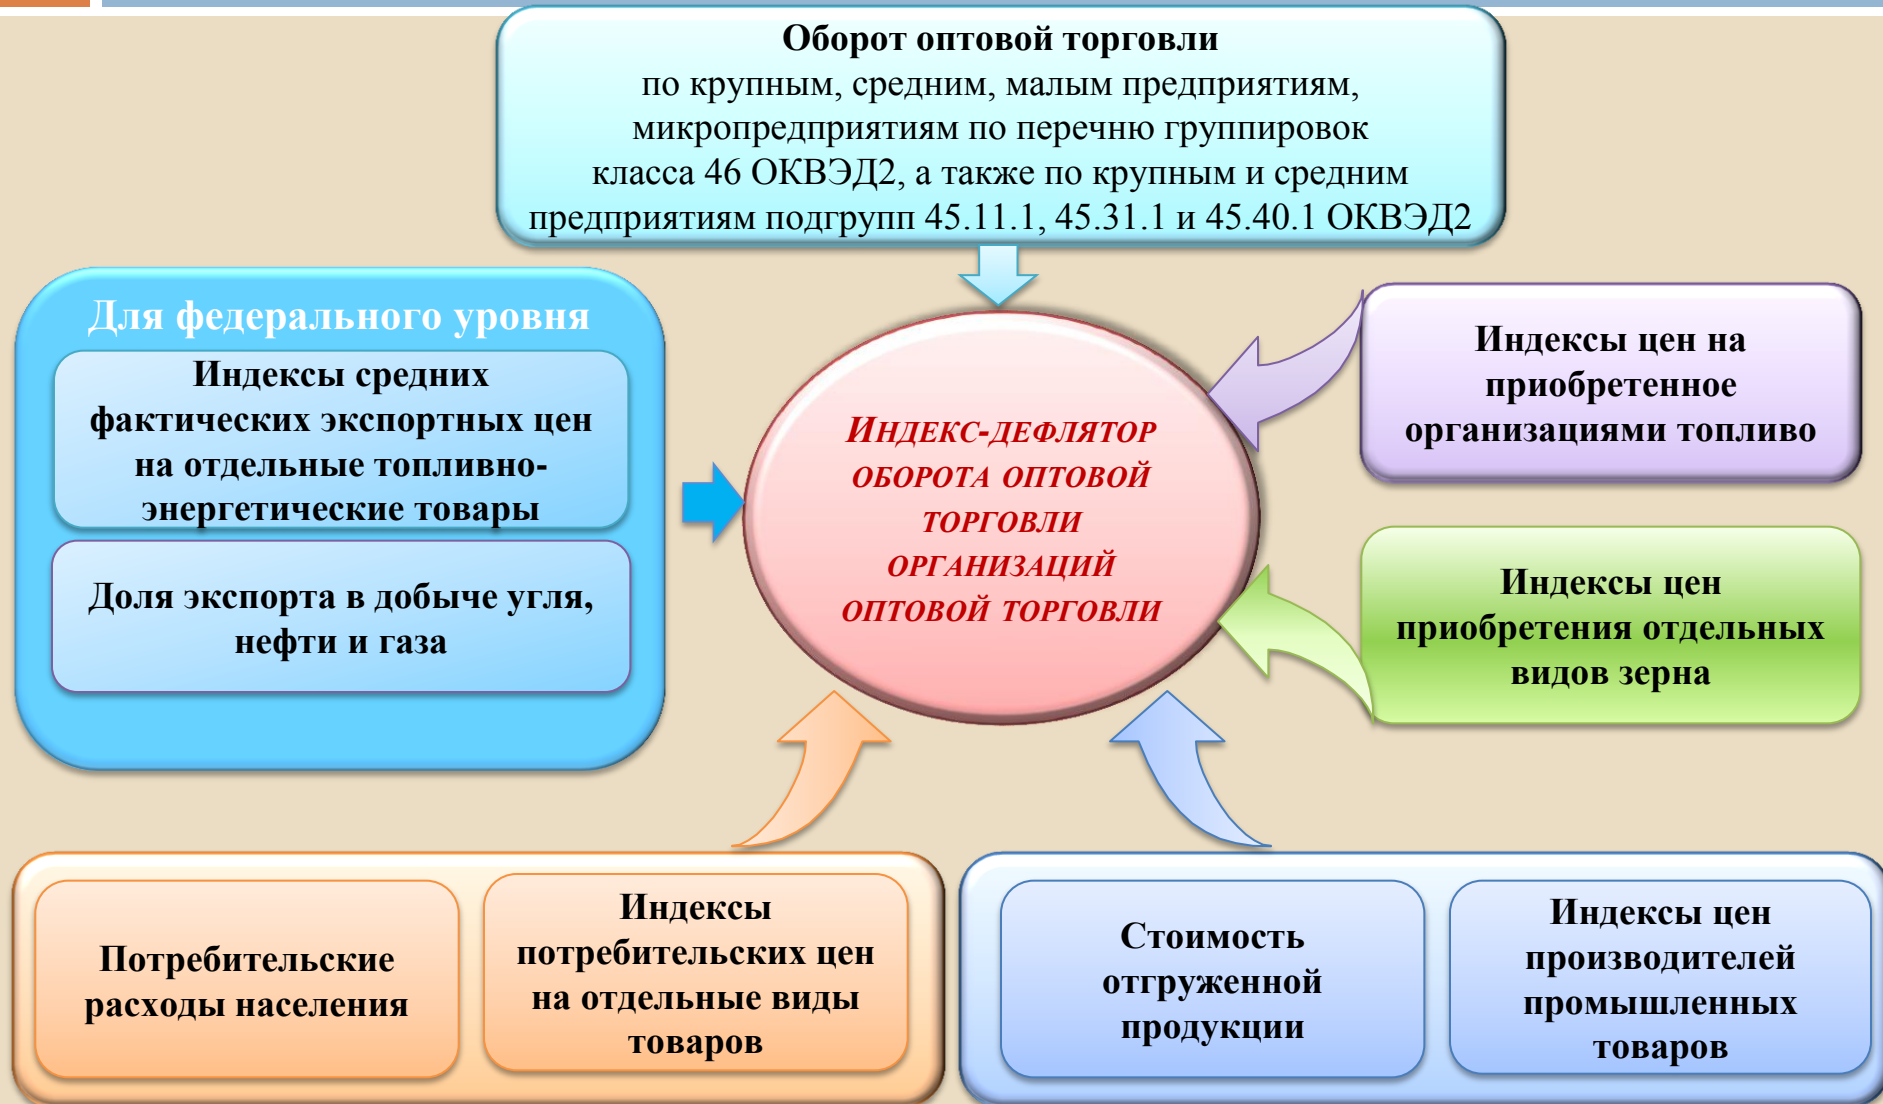 Оборот оптовой торговли
по крупным, средним, малым предприятиям,
микропредприятиям по перечню группировок
класса 46 ОКВЭД2, а также по крупным и средним
предприятиям подгрупп 45.11.1, 45.31.1 и 45.40.1 ОКВЭД2
Для федерального уровня
Индексы средних
фактических экспортных цен
на отдельные топливно-
энергетические товары
Доля экспорта в добыче угля,
нефти и газа
Индекс-дефлятор
оборота оптовой
торговли
организаций
оптовой торговли
Индексы цен на
приобретенное
организациями топливо
Индексы цен
приобретения отдельных
видов зерна
Потребительские
расходы населения
Индексы
потребительских цен
на отдельные виды
товаров
Стоимость
отгруженной
продукции
Индексы цен
производителей
промышленных
товаров